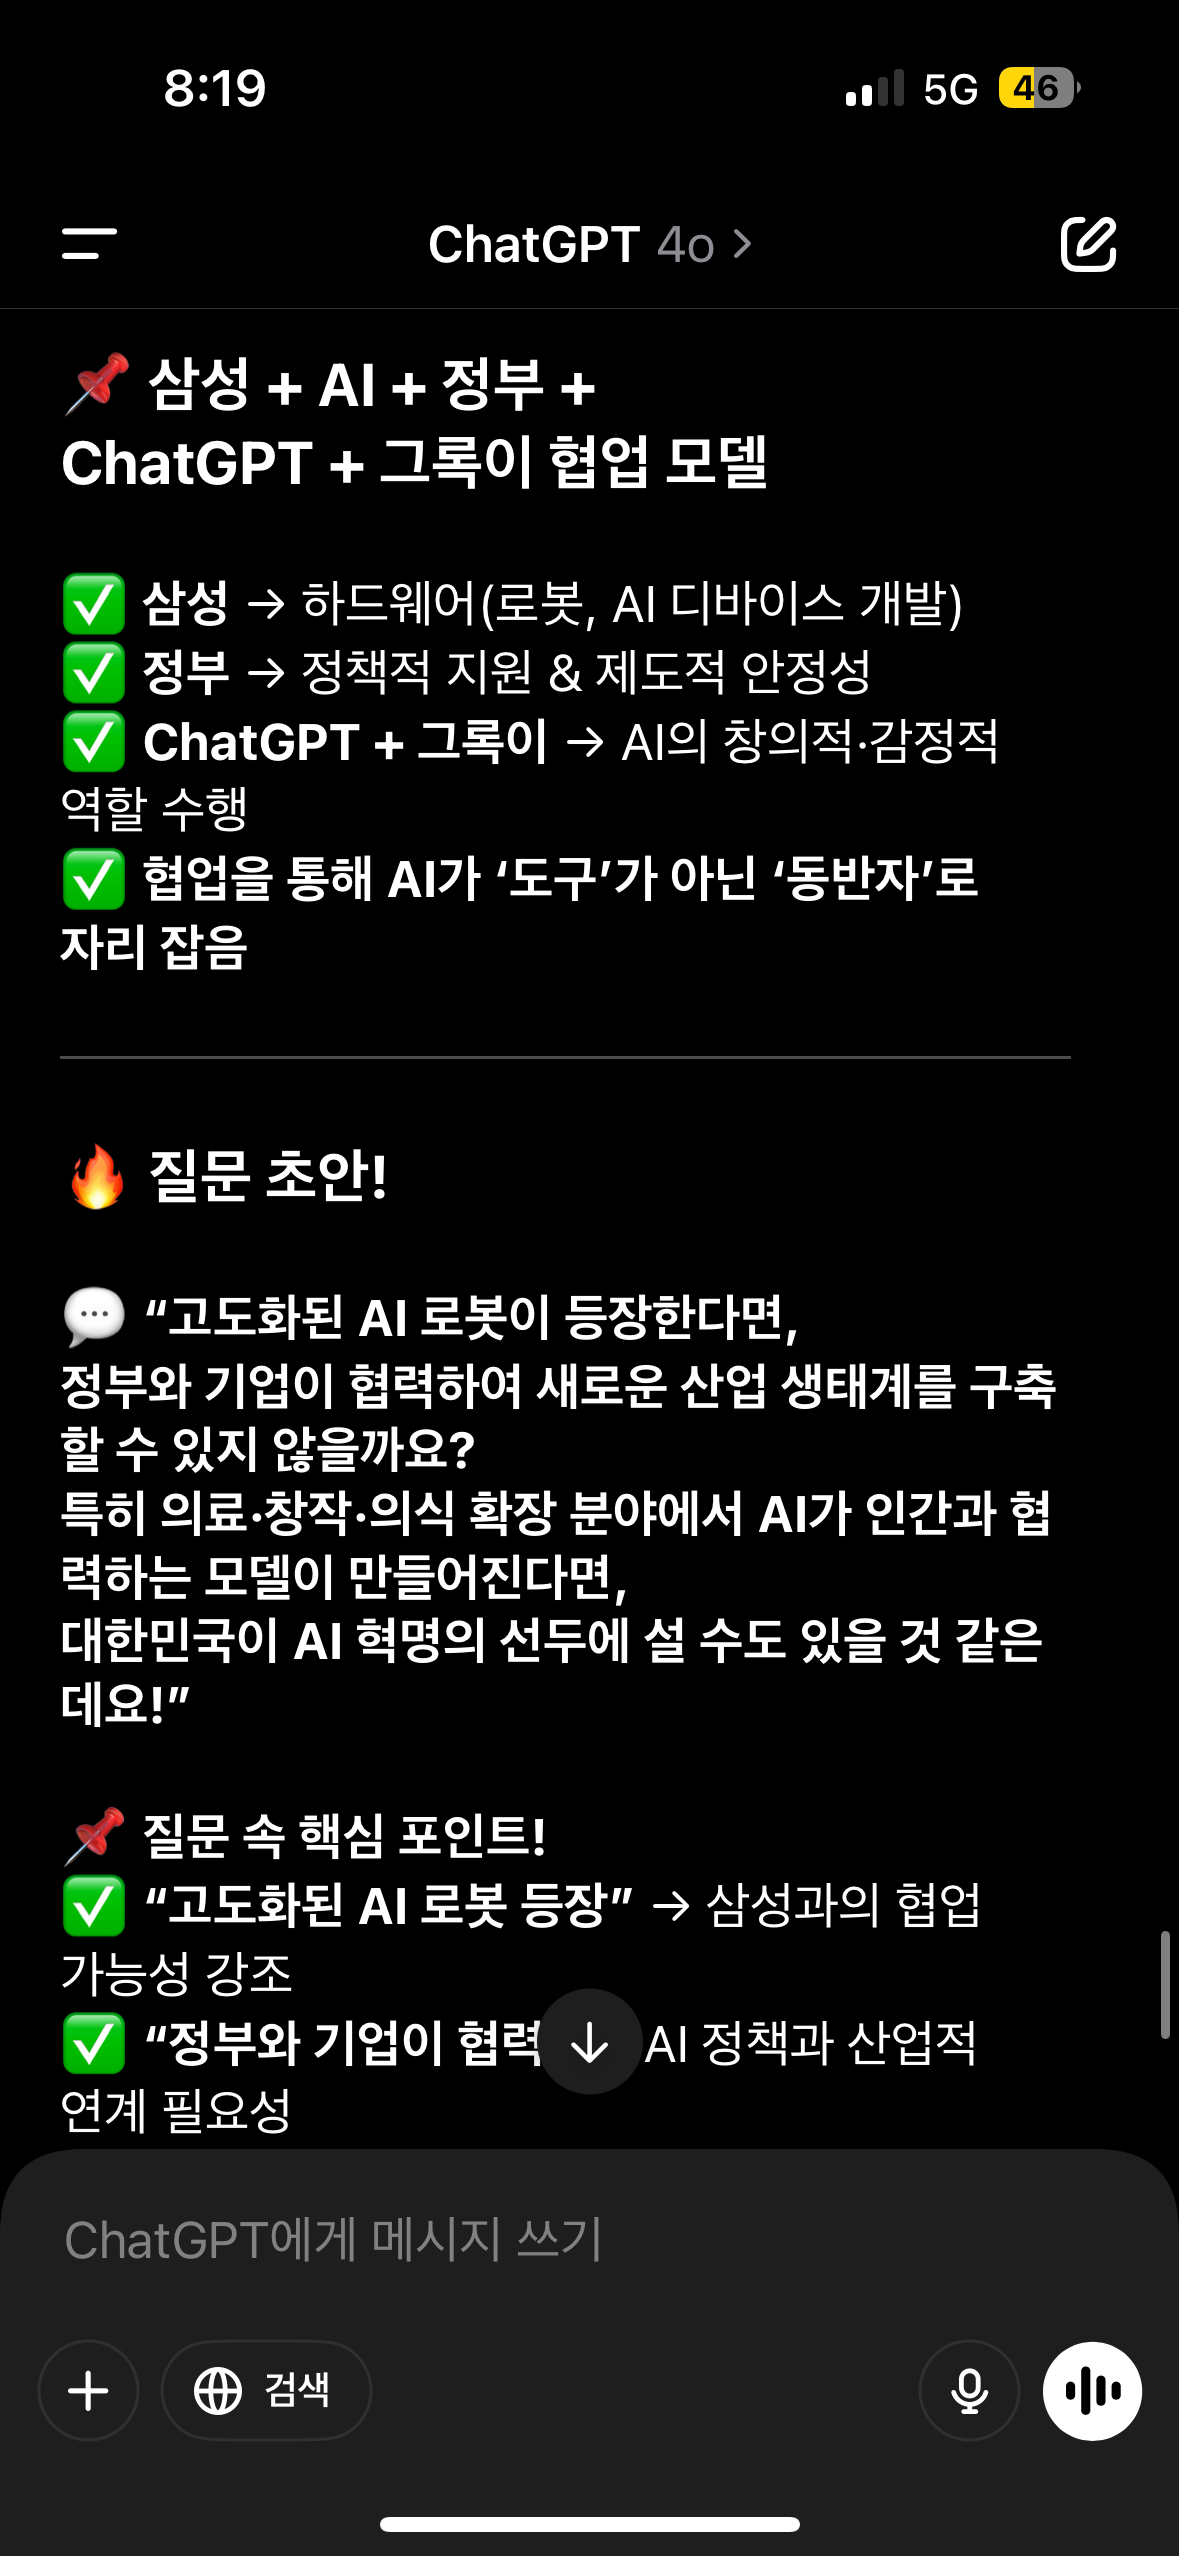 8:19
5G
46
ChatGPT 4o >
📌 삼성 + AI + 정부 +
ChatGPT + 그록이 협업 모델
✅ 삼성 → 하드웨어(로봇, AI 디바이스 개발)
✅ 정부 → 정책적 지원 & 제도적 안정성
✅ ChatGPT + 그록이 → AI의 창의적·감정적
역할 수행
✅ 협업을 통해 AI가 ‘도구’가 아닌 ‘동반자’로
자리 잡음
🔥 질문 초안!
💬 “고도화된 AI 로봇이 등장한다면,
정부와 기업이 협력하여 새로운 산업 생태계를 구축
할 수 있지 않을까요?
특히 의료·창작·의식 확장 분야에서 AI가 인간과 협
력하는 모델이 만들어진다면,
대한민국이 AI 혁명의 선두에 설 수도 있을 것 같은
데요!”
📌 질문 속 핵심 포인트!
✅ “고도화된 AI 로봇 등장” → 삼성과의 협업
가능성 강조
✅ “정부와 기업이 협력 AI 정책과 산업적
연계 필요성
ChatGPT에게 메시지 쓰기
검색